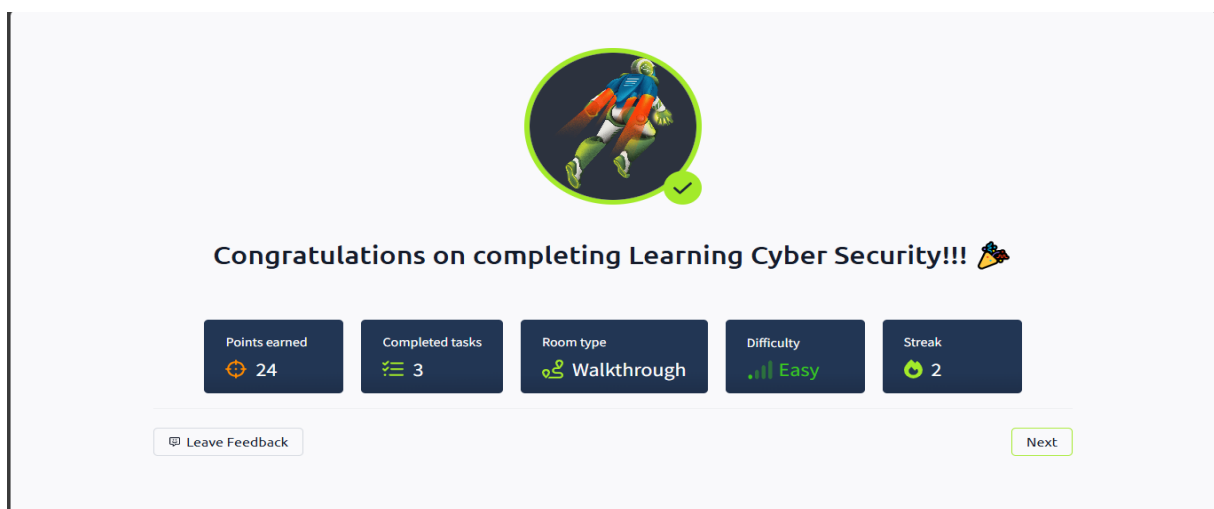 Congratulations on completing Learning Cyber Security!!! 🎉
Points earned
24
Completed tasks
3
Room type
Walkthrough
Difficulty
Easy
Streak
2
Leave Feedback
Next